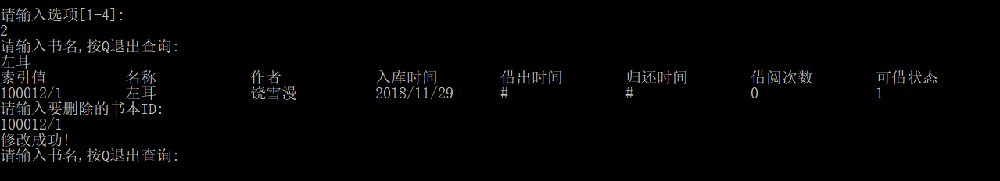 请输入选项[1-4]:
2
请输入书名,按Q退出查询:
左耳
索引值 名称 作者 入库时间 借出时间 归还时间 借阅次数 可借状态
100012/1 左耳 饶雪漫 2018/11/29 # # 0 1
请输入要删除的书本ID:
100012/1
修改成功!
请输入书名,按Q退出查询: